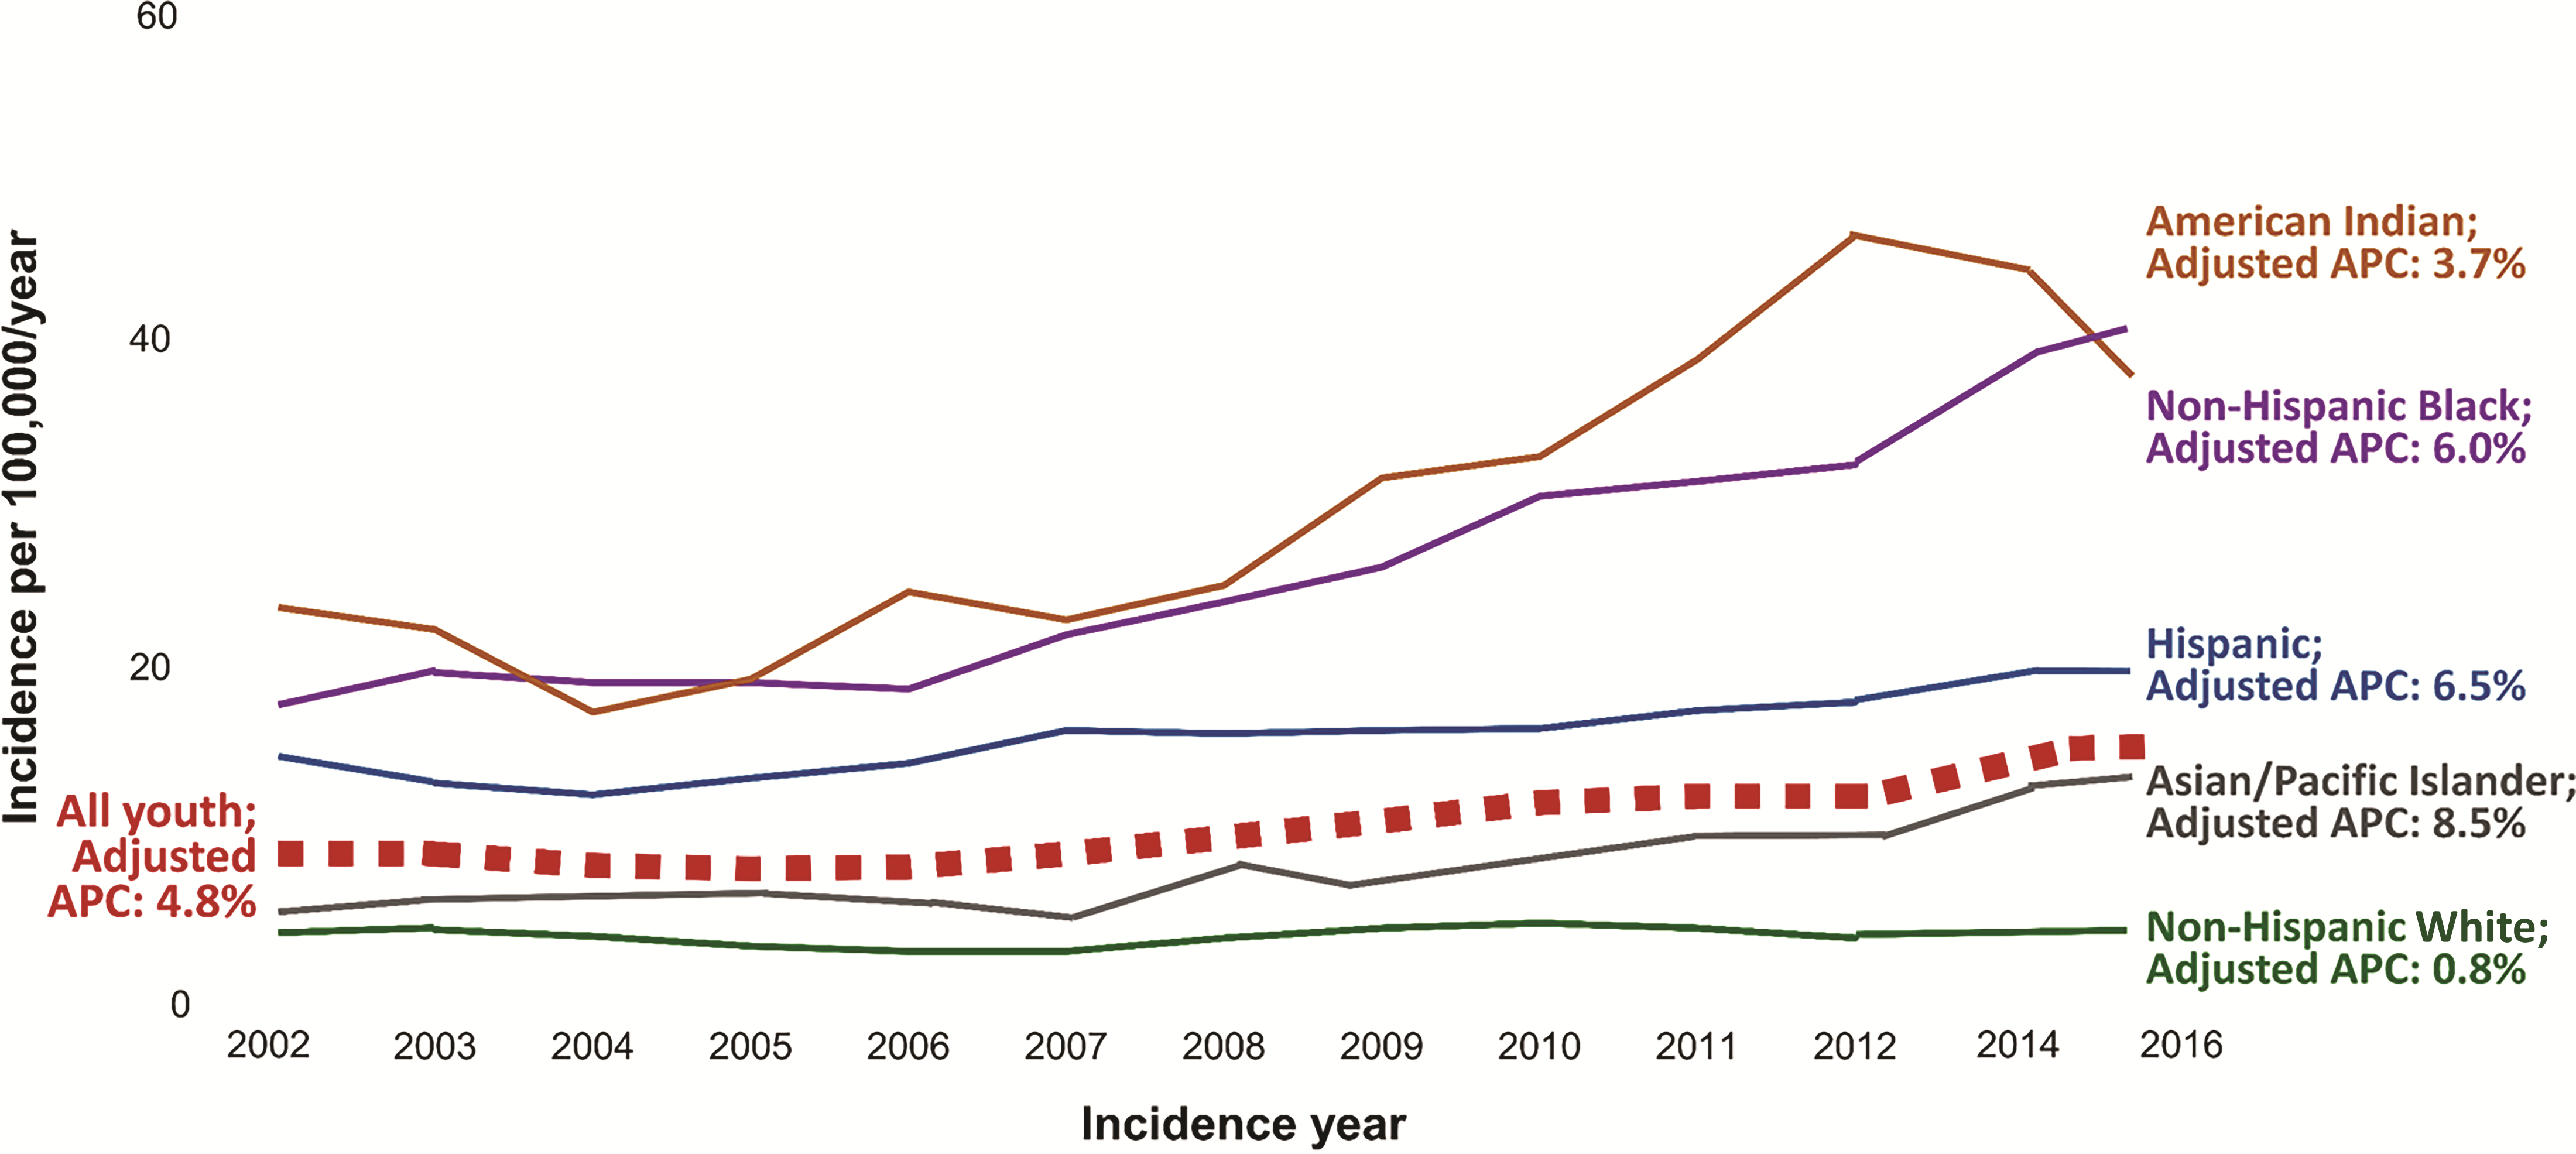 60
40
20
0
Incidence per 100,000/year
American Indian;
Adjusted APC: 3.7%
Non-Hispanic Black;
Adjusted APC: 6.0%
Hispanic;
Adjusted APC: 6.5%
All youth;
Adjusted
APC: 4.8%
Asian/Pacific Islander;
Adjusted APC: 8.5%
Non-Hispanic White;
Adjusted APC: 0.8%
2002 2003 2004 2005 2006 2007 2008 2009 2010 2011 2012 2014 2016
Incidence year